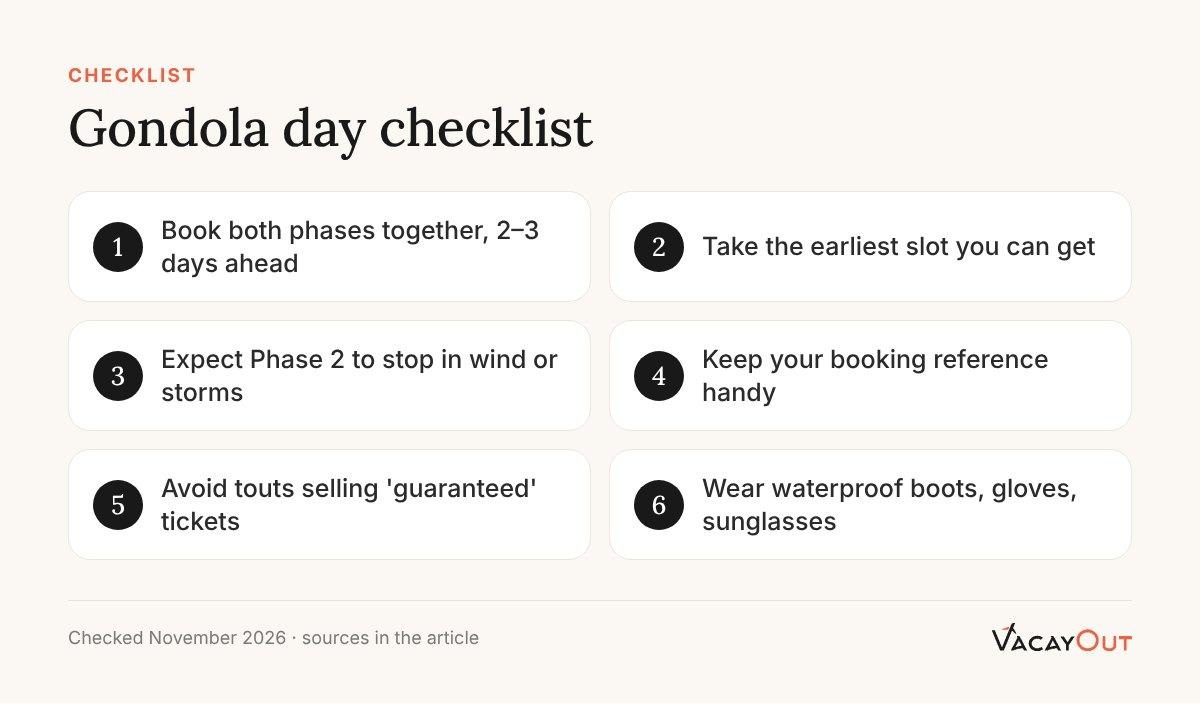 CHECKLIST
Gondola day checklist
1
Book both phases together, 2–3
days ahead
2
Take the earliest slot you can get
3
Expect Phase 2 to stop in wind or
storms
4
Keep your booking reference
handy
5
Avoid touts selling 'guaranteed'
tickets
6
Wear waterproof boots, gloves,
sunglasses
Checked November 2026 · sources in the article
VACAYOUT